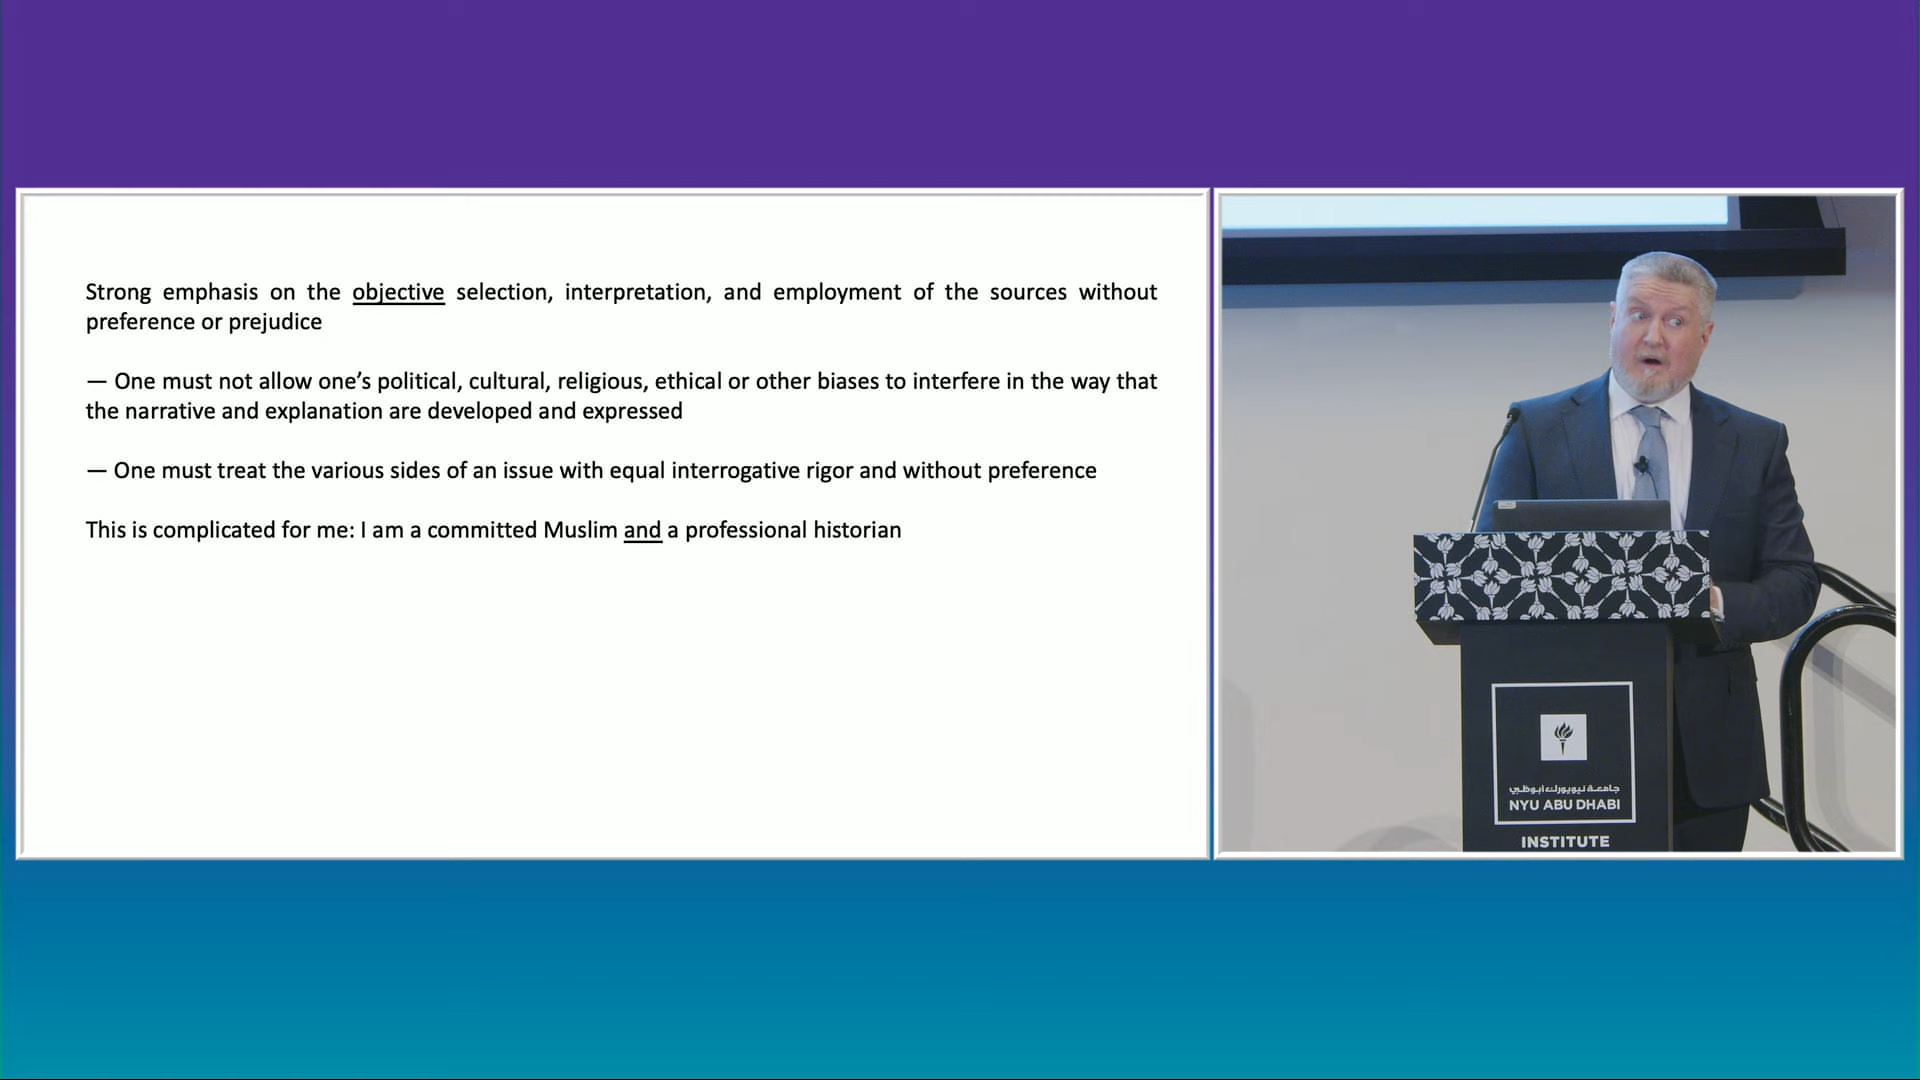 Strong emphasis on the objective selection, interpretation, and employment of the sources without
preference or prejudice
— One must not allow one’s political, cultural, religious, ethical or other biases to interfere in the way that
the narrative and explanation are developed and expressed
— One must treat the various sides of an issue with equal interrogative rigor and without preference
This is complicated for me: I am a committed Muslim and a professional historian
جامعة نيويورك أبوظبي
NYU ABU DHABI
INSTITUTE